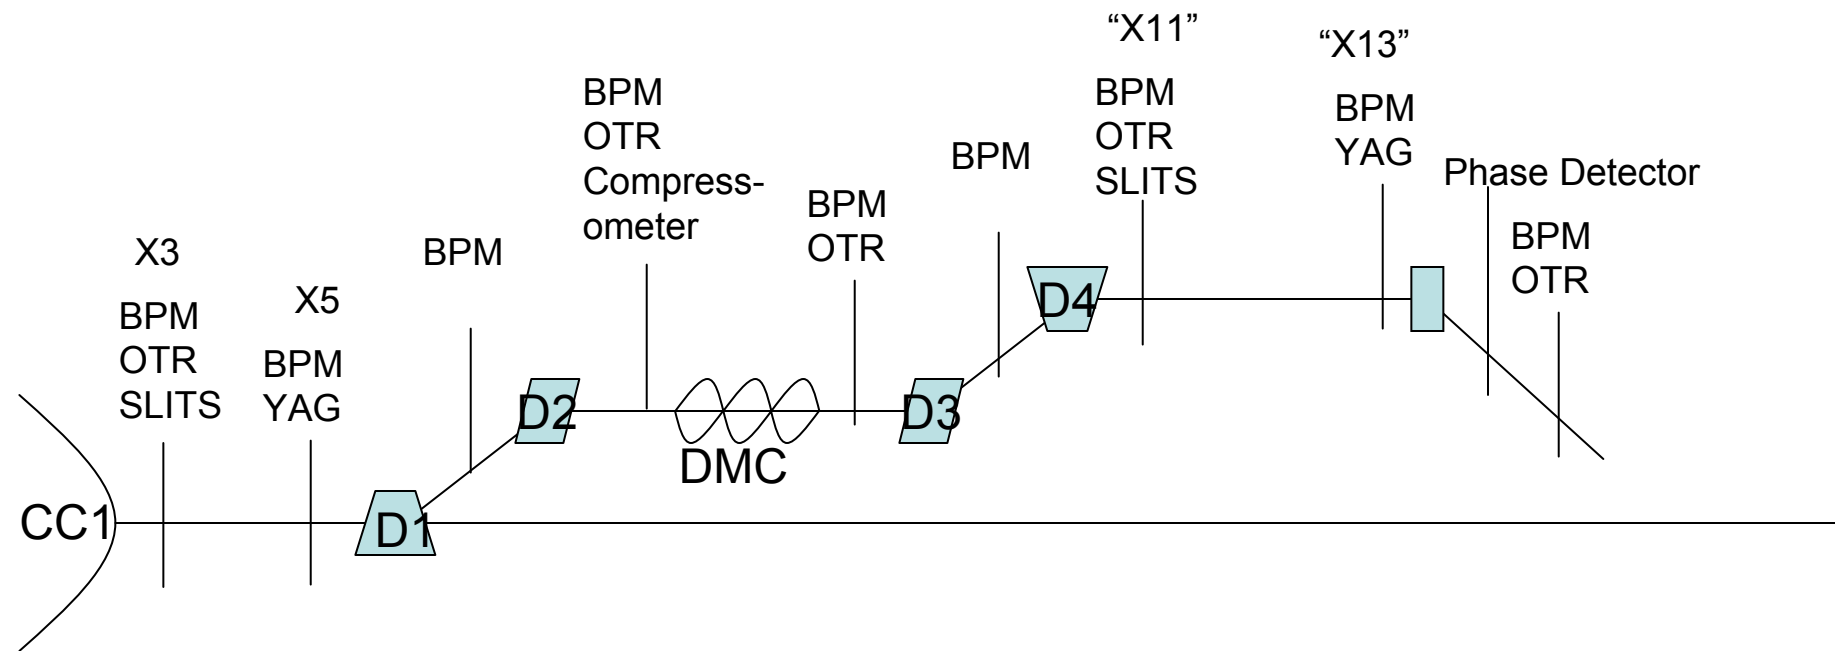 “X11”
“X13”
BPM
OTR
Compress-
ometer
BPM
OTR
SLITS
BPM
YAG
BPM
Phase Detector
BPM
OTR
BPM
OTR
X3
BPM
OTR
SLITS
X5
BPM
YAG
BPM
D4
D2
D3
DMC
CC1
D1